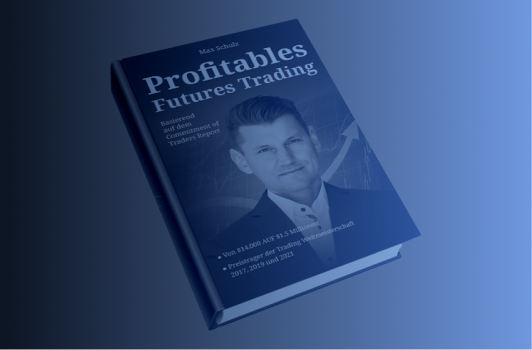 Max Schulz
Profitables
Futures Trading
Basierend
auf dem
Commitment of
Traders Report
• Von $14.000 AUF $1,5 Millionen
• Preisträger der Trading Weltmeisterschaft
2017, 2019 und 2021